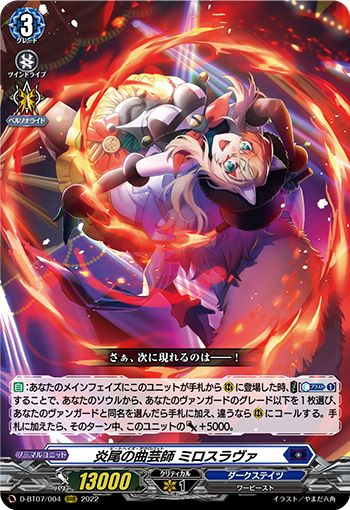 3
グレード
ツインドライブ
ペルソナライド
さぁ、次に現れるのは――！
自：あなたのメインフェイズにこのユニットが手札から に登場した時、 ブラスト 1
することで、あなたのソウルから、あなたのヴァンガードのグレード以下を1枚選び、
あなたのヴァンガードと同名を選んだら手札に加え、違うなら にコールする。手
札に加えたら、そのターン中、このユニットの +5000。
ノーマルユニット
炎尾の曲芸師 ミロスラヴァ
パワー 13000
クリティカル 1
ダークステイツ
ワービースト
D-BT07/004 RRR 2022
イラスト／やまだ六角